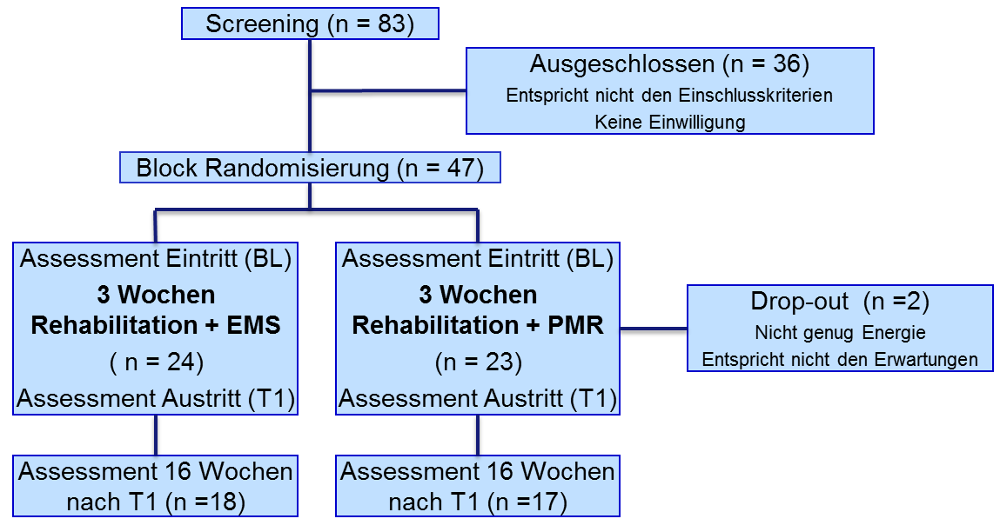 Screening (n = 83)
Ausgeschlossen (n = 36)
Entspricht nicht den Einschlusskriterien
Keine Einwilligung
Block Randomisierung (n = 47)
Assessment Eintritt (BL)
3 Wochen
Rehabilitation + EMS
( n = 24)
Assessment Austritt (T1)
Assessment Eintritt (BL)
3 Wochen
Rehabilitation + PMR
(n = 23)
Assessment Austritt (T1)
Drop-out (n =2)
Nicht genug Energie
Entspricht nicht den Erwartungen
Assessment 16 Wochen
nach T1 (n =18)
Assessment 16 Wochen
nach T1 (n =17)